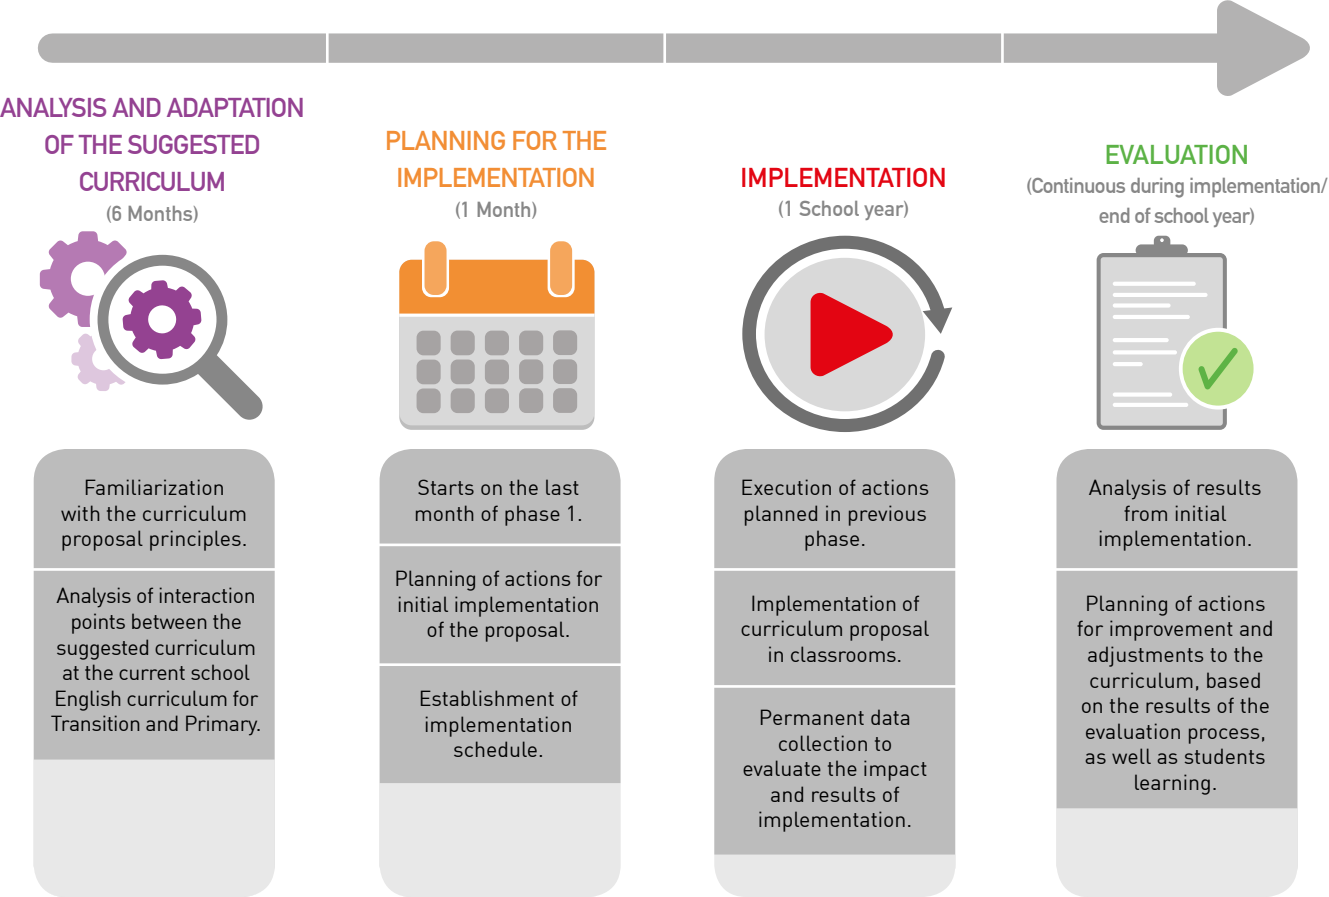 ANALYSIS AND ADAPTATION
OF THE SUGGESTED
CURRICULUM
(6 Months)
Familiarization
with the curriculum
proposal principles.
Analysis of interaction
points between the
suggested curriculum
at the current school
English curriculum for
Transition and Primary.
PLANNING FOR THE
IMPLEMENTATION
(1 Month)
Starts on the last
month of phase 1.
Planning of actions for
initial implementation
of the proposal.
Establishment of
implementation
schedule.
IMPLEMENTATION
(1 School year)
Execution of actions
planned in previous
phase.
Implementation of
curriculum proposal
in classrooms.
Permanent data
collection to
evaluate the impact
and results of
implementation.
EVALUATION
(Continuous during implementation/
end of school year)
Analysis of results
from initial
implementation.
Planning of actions
for improvement and
adjustments to the
curriculum, based
on the results of the
evaluation process,
as well as students
learning.